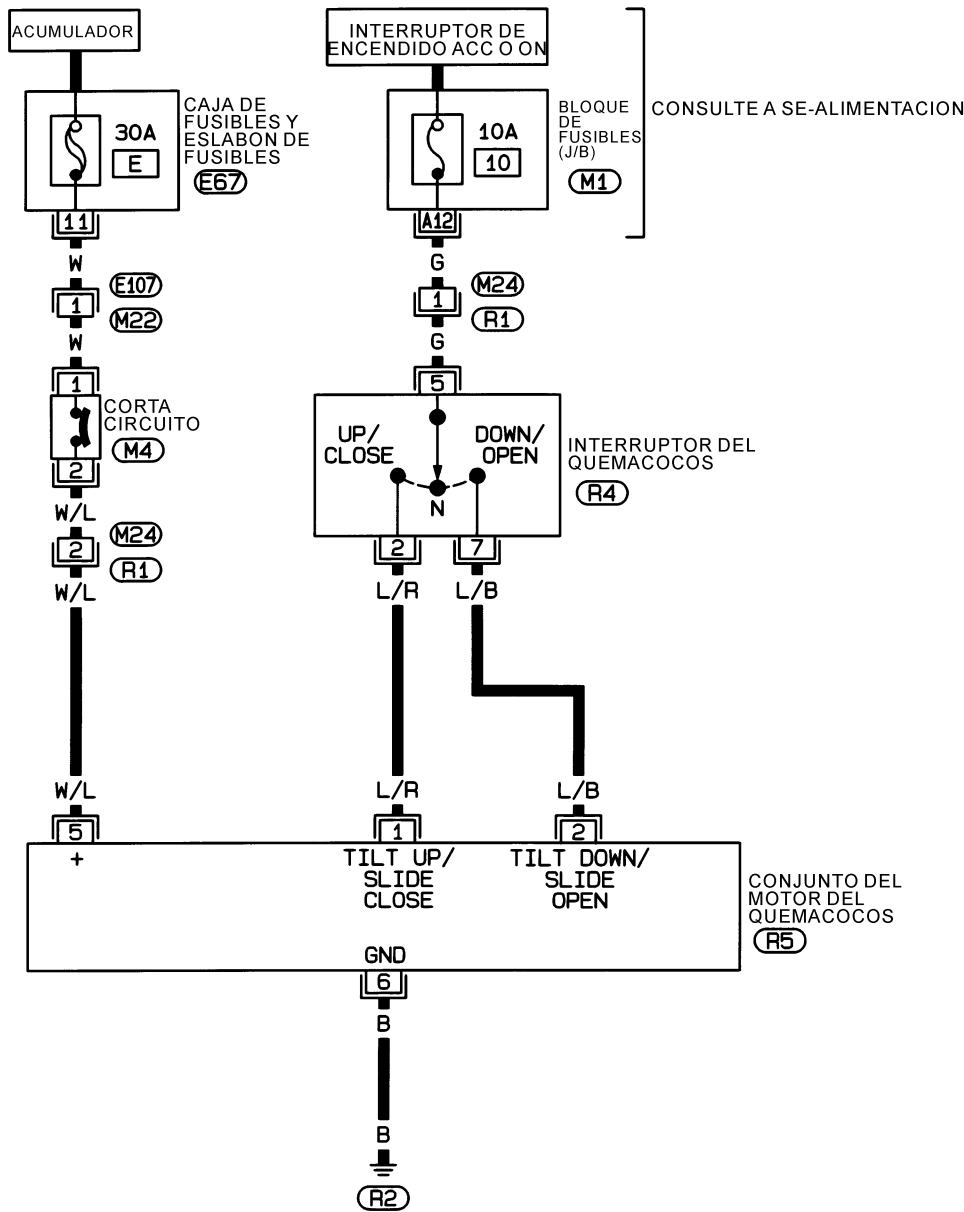 ACUMULADOR
INTERRUPTOR DE
ENCENDIDO ACC O ON
CAJA DE
FUSIBLES Y
ESLABON DE
FUSIBLES
E67
30A
E
10A
10
BLOQUE
DE
FUSIBLES
(J/B)
M1
CONSULTE A SE-ALIMENTACION
11
A12
W
G
E107
1
M22
M24
1
R1
W
G
1
5
CORTA
CIRCUITO
M4
2
UP/
CLOSE
DOWN/
OPEN
N
INTERRUPTOR DEL
QUEMACOCOS
R4
W/L
M24
2
R1
W/L
2
7
L/R
L/B
W/L
L/R
L/B
5
1
2
+
TILT UP/
SLIDE
CLOSE
TILT DOWN/
SLIDE
OPEN
CONJUNTO DEL
MOTOR DEL
QUEMACOCOS
R5
GND
6
B
B
R2